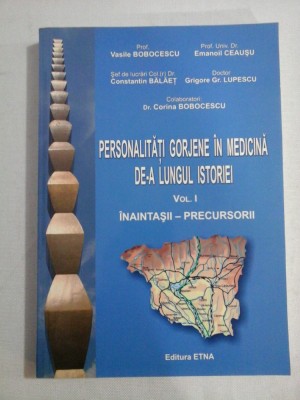 Prof.
Vasile BOBOCESCU
Prof. Univ. Dr.
Emanoil CEAUŞU
Şef de lucrări Col (r) Dr.
Constantin BĂLĂEŢ
Doctor
Grigore Gr. LUPESCU
Colaboratori
Dr. Corina BOBOCESCU
PERSONALITĂŢI GORJENE ÎN MEDICINĂ
DE-A LUNGUL ISTORIEI
VOL. I
ÎNAINTAŞII – PRECURSORII
Editura ETNA